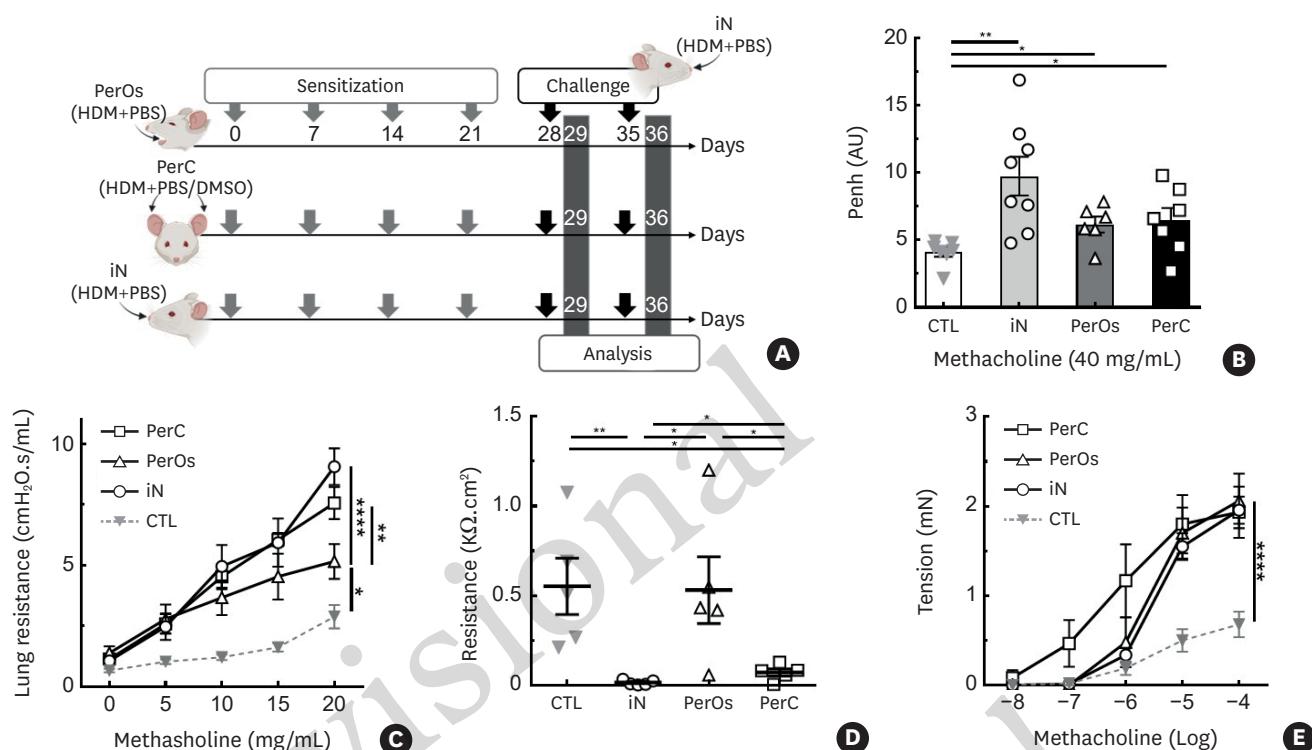 iN
(HDM+PBS)
Sensitization
Challenge
PerOs
(HDM+PBS)
0 7 14 21 28 29 35 36 Days
PerC
(HDM+PBS/DMSO)
29 36
Days
iN
(HDM+PBS)
29 36
Days
Analysis
A
Penh (AU)
20
15
10
5
0
**
*
*
CTL iN PerOs PerC
Methacholine (40 mg/mL)
B
Lung resistance (cmH₂O.s/mL)
10
5
0
PerC
PerOs
iN
CTL
****
**
*
0 5 10 15 20
Methasholine (mg/mL)
C
Resistance (KΩ.cm²)
1.5
1.0
0.5
0
*
** * *
*
CTL iN PerOs PerC
D
Tension (mN)
3
2
1
0
PerC
PerOs
iN
CTL
****
−8 −7 −6 −5 −4
Methacholine (Log)
E